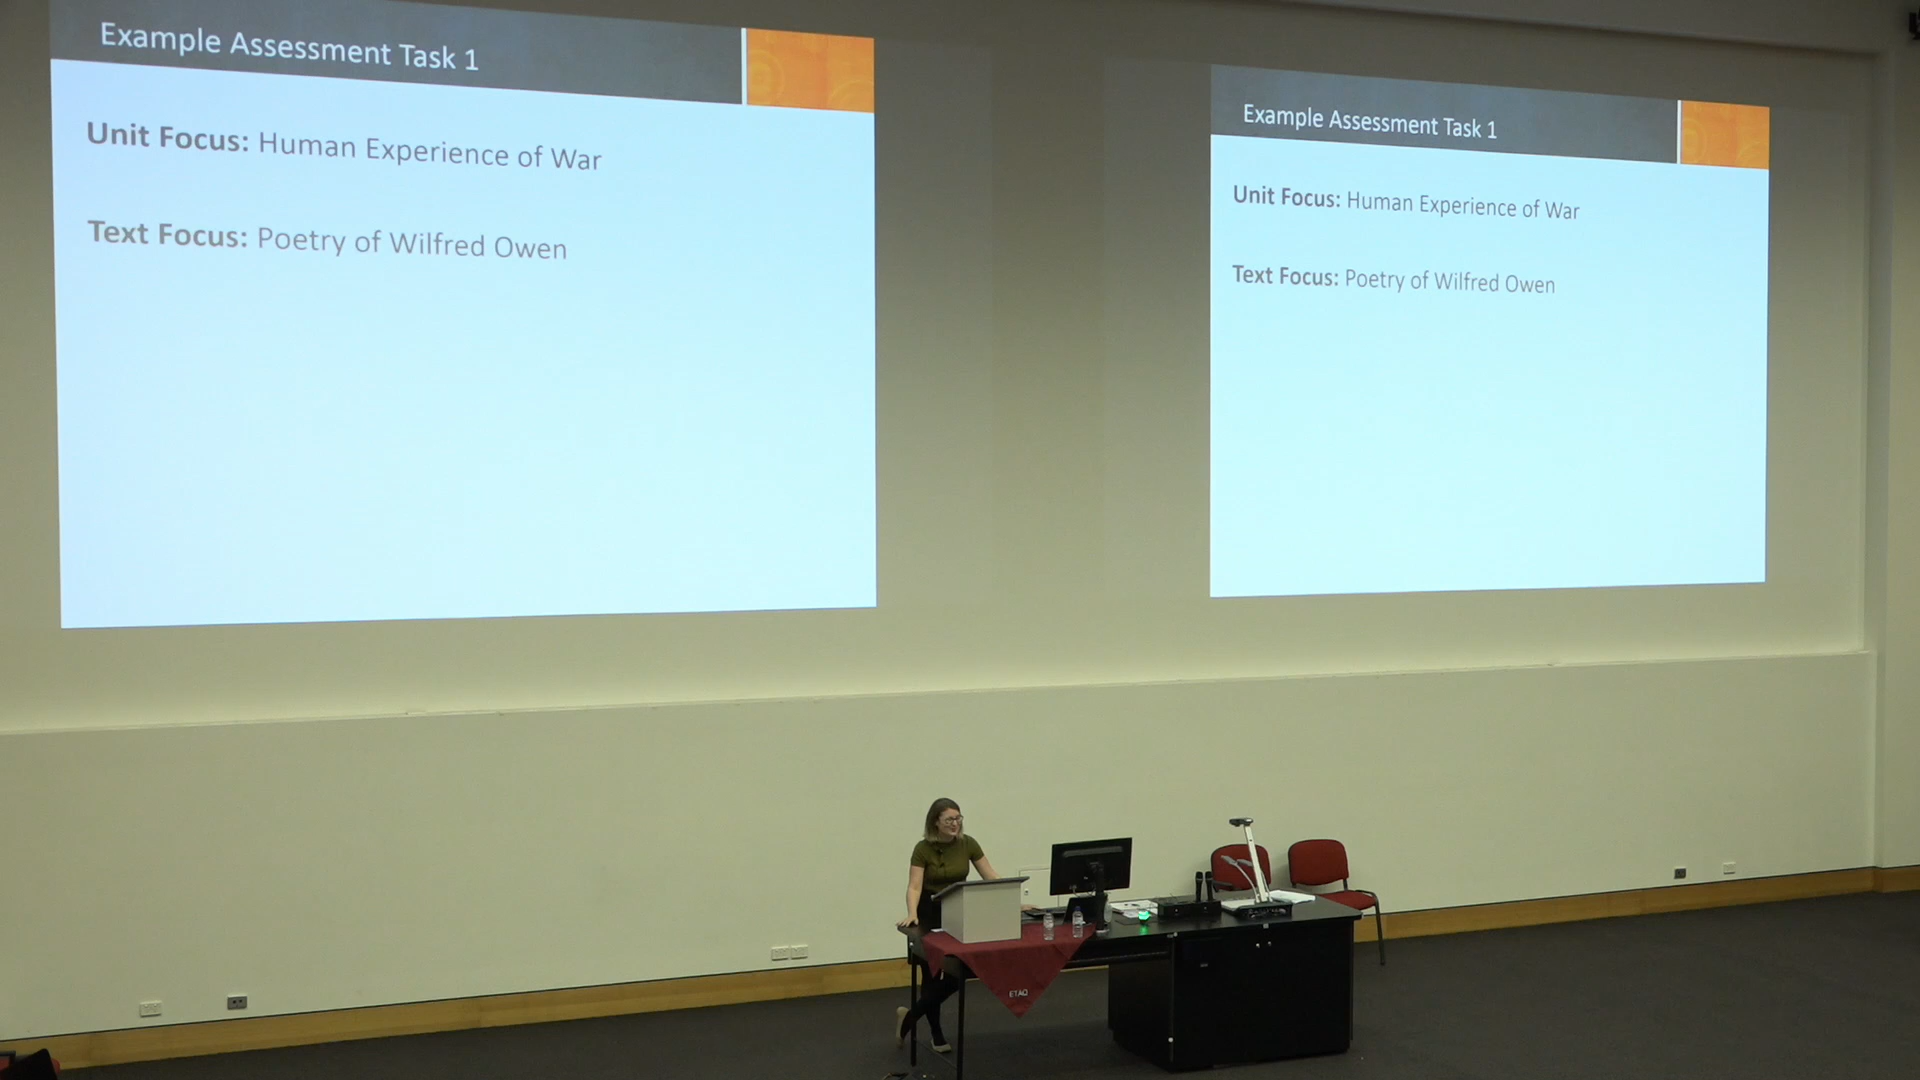 Example Assessment Task 1
Unit Focus: Human Experience of War
Text Focus: Poetry of Wilfred Owen
Example Assessment Task 1
Unit Focus: Human Experience of War
Text Focus: Poetry of Wilfred Owen
ETAQ